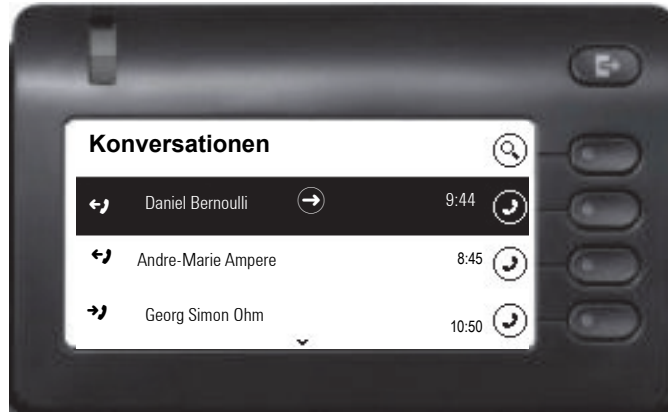 Konversationen
Daniel Bernoulli 9:44
Andre-Marie Ampere 8:45
Georg Simon Ohm 10:50